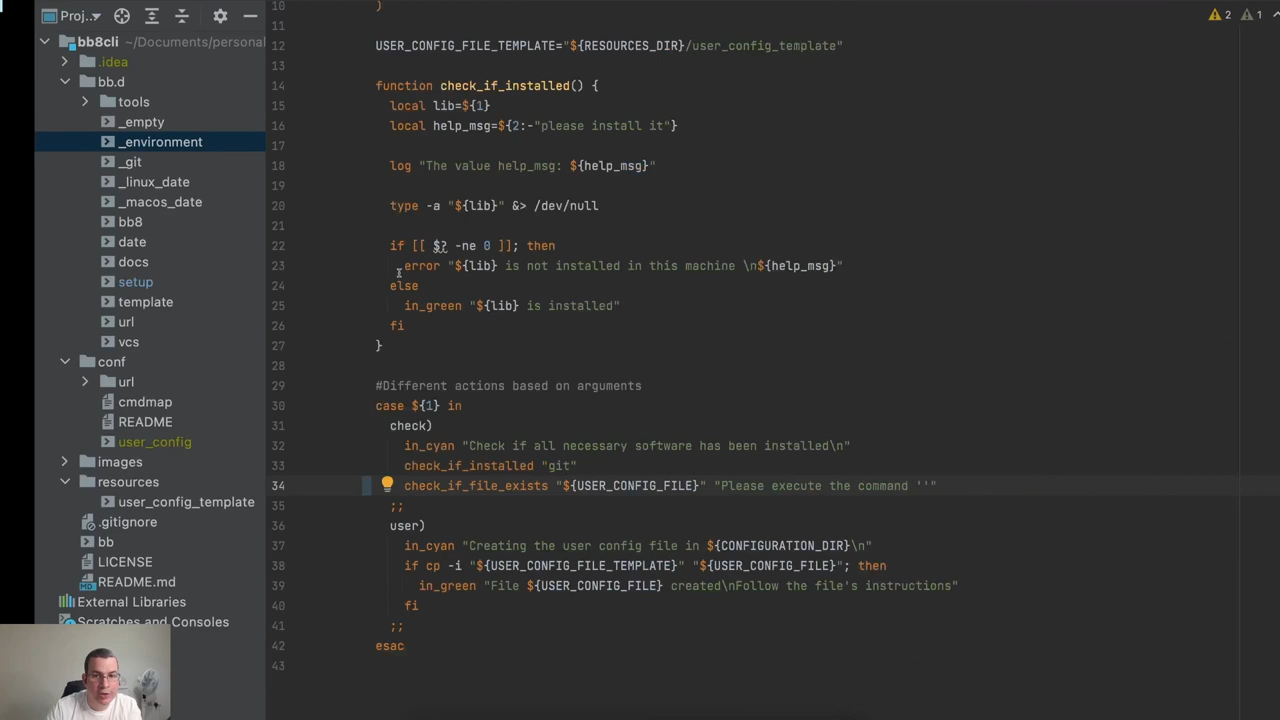 Proj...
bb8cli ~/Documents/personal
.idea
bb.d
tools
_empty
_environment
_git
_linux_date
_macos_date
bb8
date
docs
setup
template
url
vcs
conf
url
cmdmap
README
user_config
images
resources
user_config_template
.gitignore
bb
LICENSE
README.md
External Libraries
Scratches and Consoles
2 1
10 )
11
12 USER_CONFIG_FILE_TEMPLATE="${RESOURCES_DIR}/user_config_template"
13
14 function check_if_installed() {
15 local lib=${1}
16 local help_msg=${2:-"please install it"}
17
18 log "The value help_msg: ${help_msg}"
19
20 type -a "${lib}" &> /dev/null
21
22 if [[ $? -ne 0 ]]; then
23 error "${lib} is not installed in this machine \n${help_msg}"
24 else
25 in_green "${lib} is installed"
26 fi
27 }
28
29 #Different actions based on arguments
30 case ${1} in
31 check)
32 in_cyan "Check if all necessary software has been installed\n"
33 check_if_installed "git"
34 check_if_file_exists "${USER_CONFIG_FILE}" "Please execute the command ''"
35 ;;
36 user)
37 in_cyan "Creating the user config file in ${CONFIGURATION_DIR}\n"
38 if cp -i "${USER_CONFIG_FILE_TEMPLATE}" "${USER_CONFIG_FILE}"; then
39 in_green "File ${USER_CONFIG_FILE} created\nFollow the file's instructions"
40 fi
41 ;;
42 esac
43